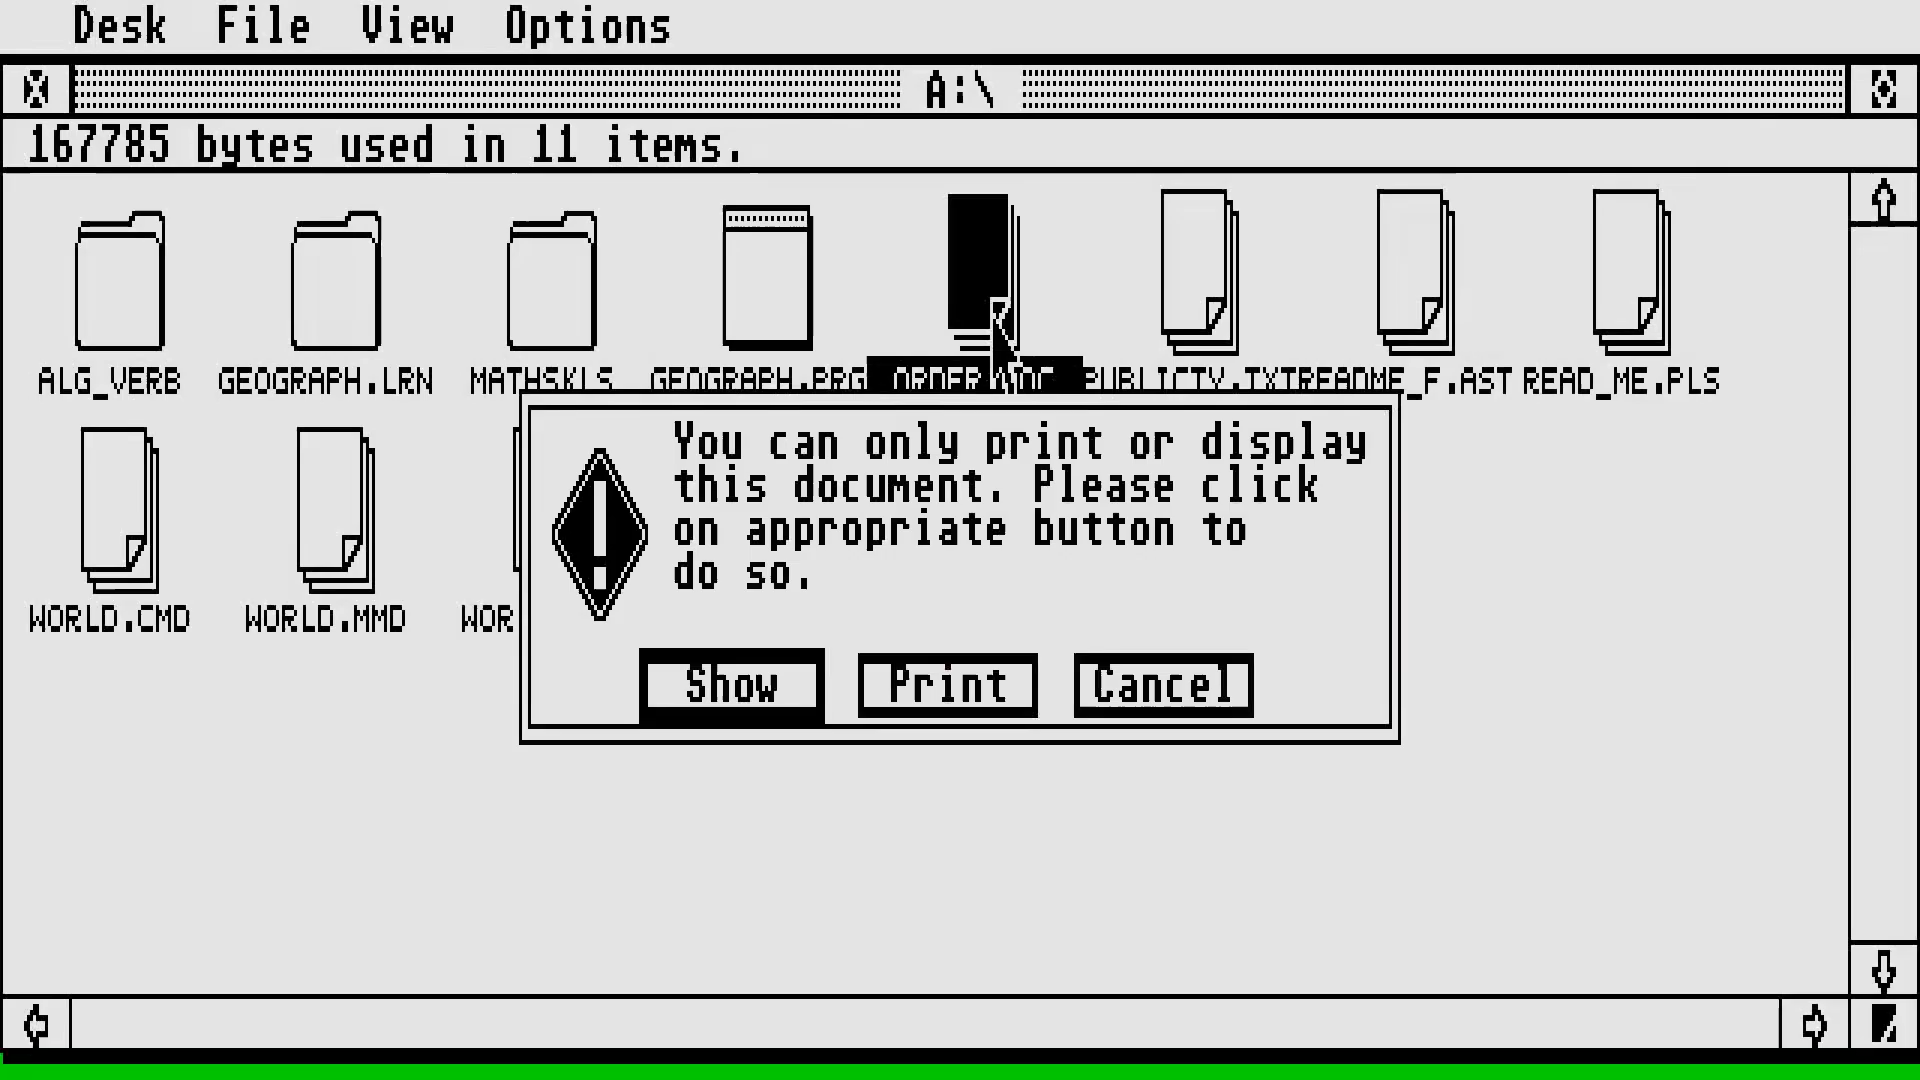 Desk File View Options
A:\
167785 bytes used in 11 items.
ALG_VERB GEOGRAPH.LRN MATHSKLS GEOGRAPH.PRG PUBLICTY.TXT README_F.AST READ_ME.PLS
You can only print or display
this document. Please click
on appropriate button to
do so.
WORLD.CMD WORLD.MMD WOR
Show Print Cancel